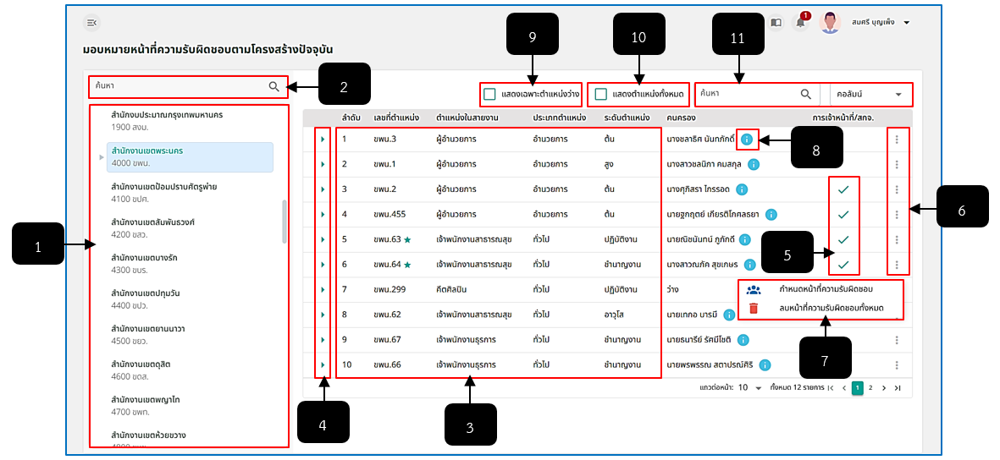 1
สมศรี บุญเพ็ง
มอบหมายหน้าที่ความรับผิดชอบตามโครงสร้างปัจจุบัน
9
10
11
2
ค้นหา
แสดงเฉพาะตำแหน่งว่าง
แสดงตำแหน่งทั้งหมด
ค้นหา
คอลัมน์
สำนักงบประมาณกรุงเทพมหานคร
1900 สงม.
สำนักงานเขตพระนคร
4000 ขพน.
สำนักงานเขตป้อมปราบศัตรูพ่าย
4100 ขปศ.
สำนักงานเขตสัมพันธวงศ์
4200 ขสว.
สำนักงานเขตบางรัก
4300 ขบร.
สำนักงานเขตปทุมวัน
4400 ขปว.
สำนักงานเขตยานนาวา
4500 ขยว.
สำนักงานเขตดุสิต
4600 ขดส.
สำนักงานเขตพญาไท
4700 ขพท.
สำนักงานเขตห้วยขวาง
1
ลำดับ เลขที่ตำแหน่ง ตำแหน่งในสายงาน ประเภทตำแหน่ง ระดับตำแหน่ง คนครอง การเจ้าหน้าที่/สกจ.
1 ขพน.3 ผู้อำนวยการ อำนวยการ ต้น นางชลาธิศ นันทภักดิ์
2 ขพน.1 ผู้อำนวยการ อำนวยการ สูง นางสาวชลนิภา คมสกุล
3 ขพน.2 ผู้อำนวยการ อำนวยการ ต้น นางศุภิสรา ไกรรอด
4 ขพน.455 ผู้อำนวยการ อำนวยการ ต้น นายฐกฤตย์ เกียรติโกศลธยา
5 ขพน.63 เจ้าพนักงานสาธารณสุข ทั่วไป ปฏิบัติงาน นายณิชนันทน์ ภูภักดี
6 ขพน.64 เจ้าพนักงานสาธารณสุข ทั่วไป ชำนาญงาน นางสาวณภัค สุขเกษร
7 ขพน.299 คีตศิลปิน ทั่วไป ปฏิบัติงาน ว่าง
8 ขพน.62 เจ้าพนักงานสาธารณสุข ทั่วไป อาวุโส นายเกกอ บารมี
9 ขพน.67 เจ้าพนักงานธุรการ ทั่วไป ชำนาญงาน นายธนารีย์ รัศมีโชติ
10 ขพน.66 เจ้าพนักงานธุรการ ทั่วไป ชำนาญงาน นายพรพรรณ สตาปรณ์ศิริ
8
6
5
กำหนดหน้าที่ความรับผิดชอบ
ลบหน้าที่ความรับผิดชอบทั้งหมด
7
แถวต่อหน้า: 10 ทั้งหมด 12 รายการ 1 2
4
3